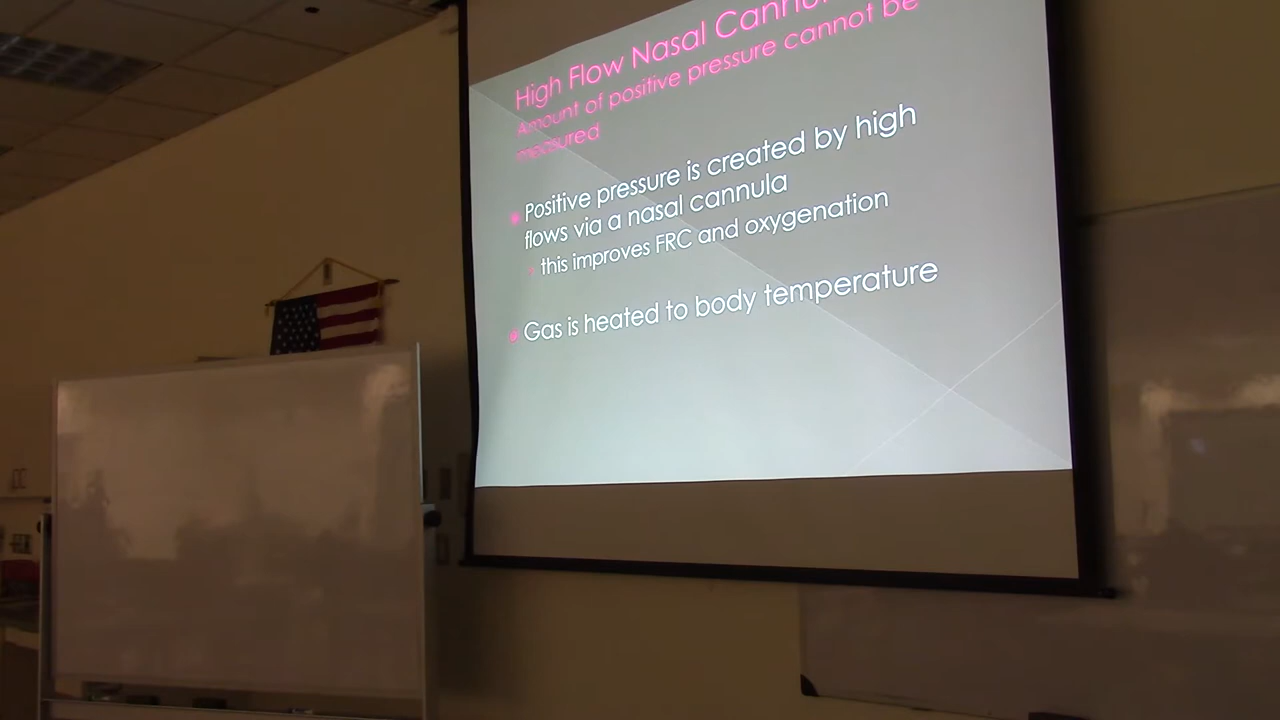 High Flow Nasal
Amount of positive pressure cannot be
measured
Positive pressure is created by high
flows via a nasal cannula
this improves FRC and oxygenation
Gas is heated to body temperature